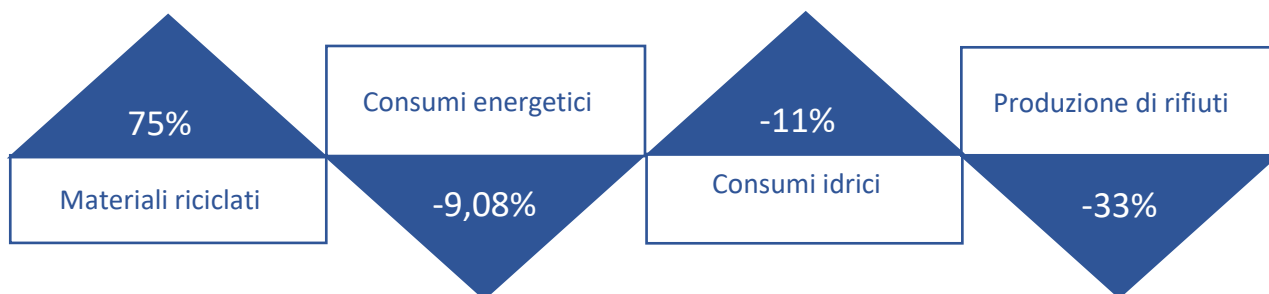 75%
Materiali riciclati
Consumi energetici
-9,08%
-11%
Consumi idrici
Produzione di rifiuti
-33%